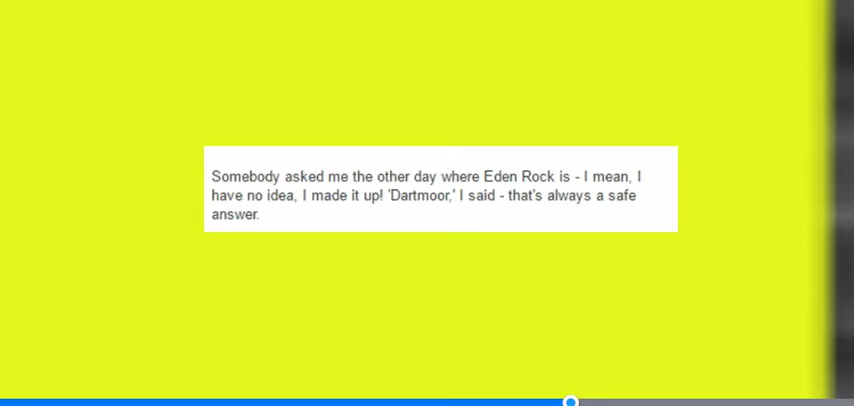 Somebody asked me the other day where Eden Rock is - I mean, I
have no idea, I made it up! 'Dartmoor,' I said - that's always a safe
answer.